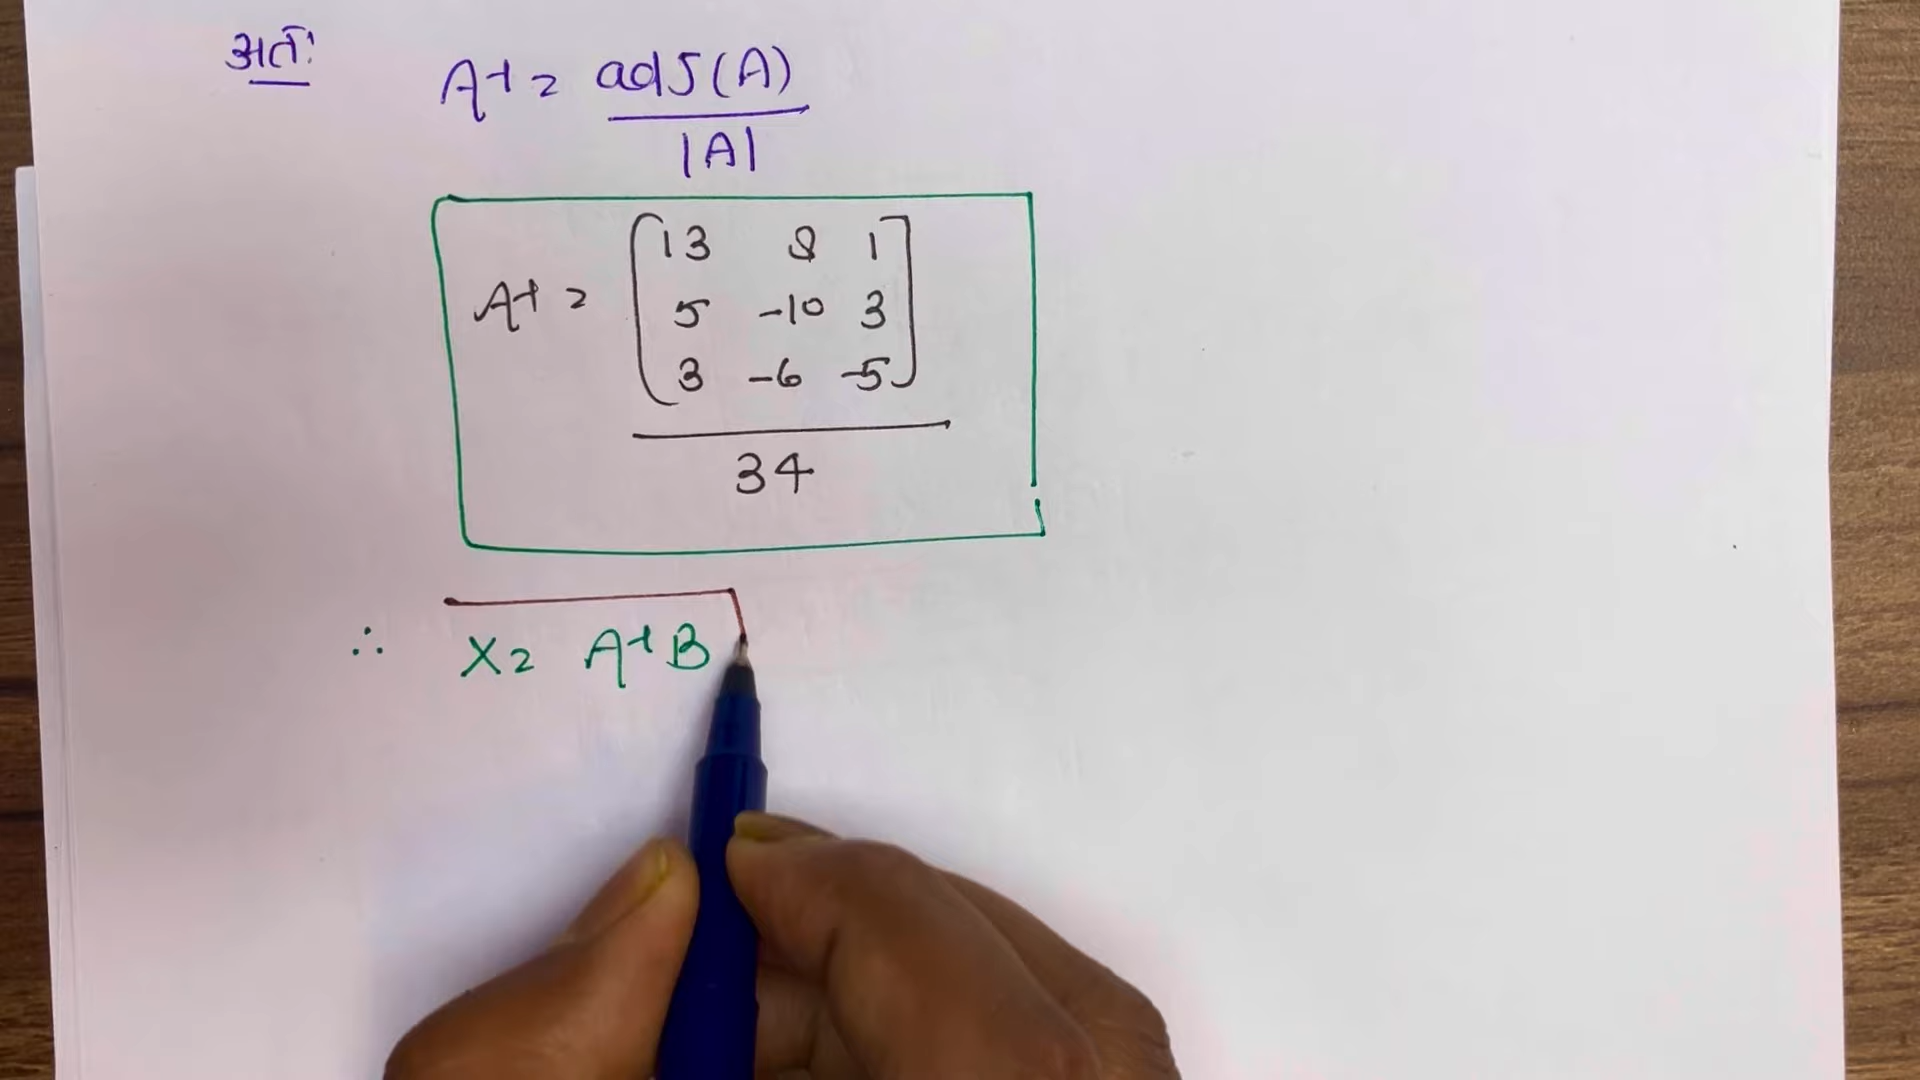 अतः A⁻¹ = adj(A)
|A|
A⁻¹ = [13 8 1
5 -10 3
3 -6 -5]
34
∴ X = A⁻¹B